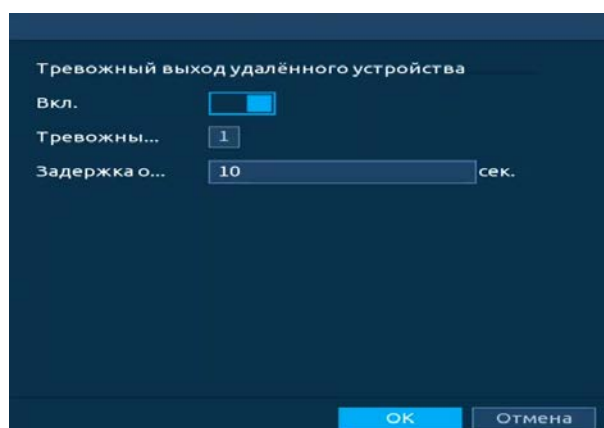 Тревожный выход удалённого устройства
Вкл.
Тревожны... 1
Задержка о... 10 сек.
OK Отмена